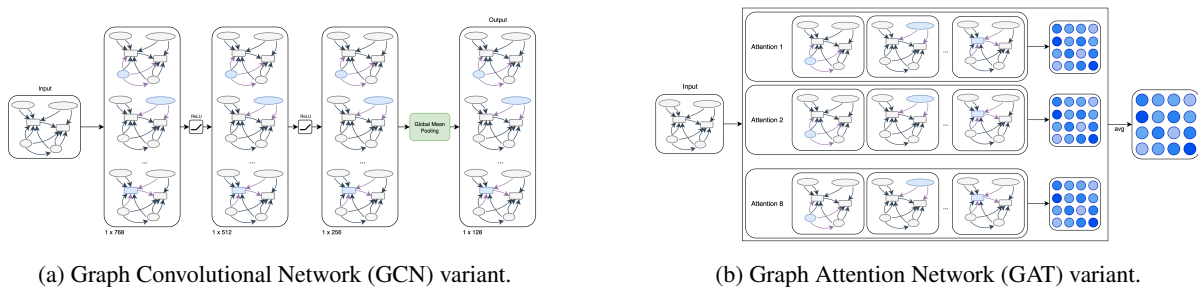 Input
1 x 768
...
ReLU
1 x 512
...
ReLU
1 x 256
...
Global Mean
Pooling
Output
1 x 128
...
(a) Graph Convolutional Network (GCN) variant.
Input
Attention 1
...
Attention 2
...
Attention 8
...
avg
(b) Graph Attention Network (GAT) variant.